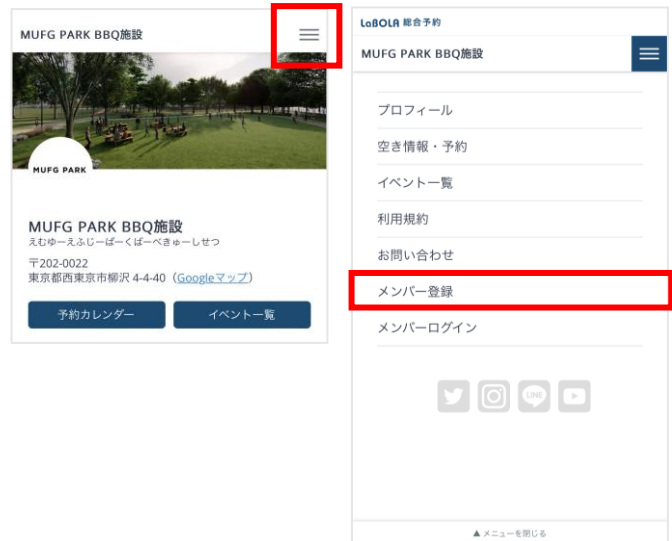 MUFG PARK BBQ施設
MUFG PARK
MUFG PARK BBQ施設
えむゆーえふじーぱーくばーべきゅーしせつ
〒202-0022
東京都西東京市柳沢 4-4-40（Googleマップ）
予約カレンダー
イベント一覧
LaBOLA 総合予約
MUFG PARK BBQ施設
プロフィール
空き情報・予約
イベント一覧
利用規約
お問い合わせ
メンバー登録
メンバーログイン
LINE
▲ メニューを閉じる